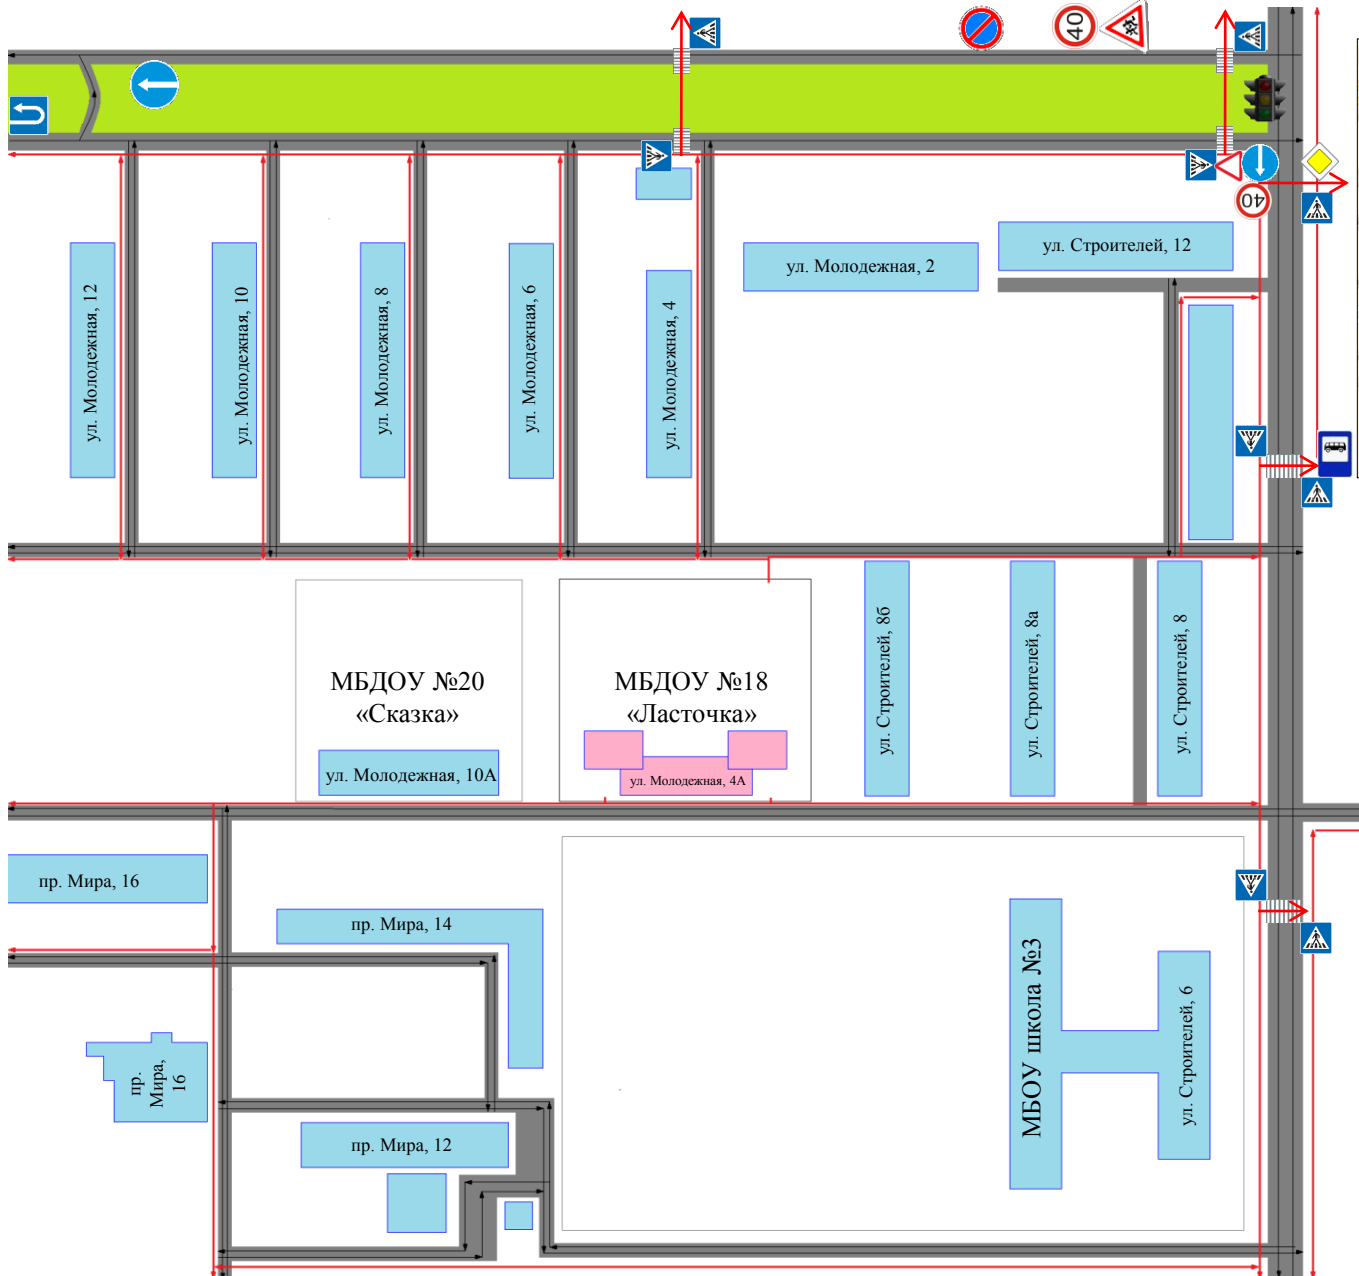 40
40
ул. Строителей, 12
ул. Молодежная, 2
ул. Молодежная, 12
ул. Молодежная, 10
ул. Молодежная, 8
ул. Молодежная, 6
ул. Молодежная, 4
МБДОУ №20
«Сказка»
ул. Молодежная, 10А
МБДОУ №18
«Ласточка»
ул. Молодежная, 4А
ул. Строителей, 8б
ул. Строителей, 8а
ул. Строителей, 8
пр. Мира, 16
пр. Мира, 14
пр.
Мира,
16
пр. Мира, 12
МБОУ школа №3
ул. Строителей, 6